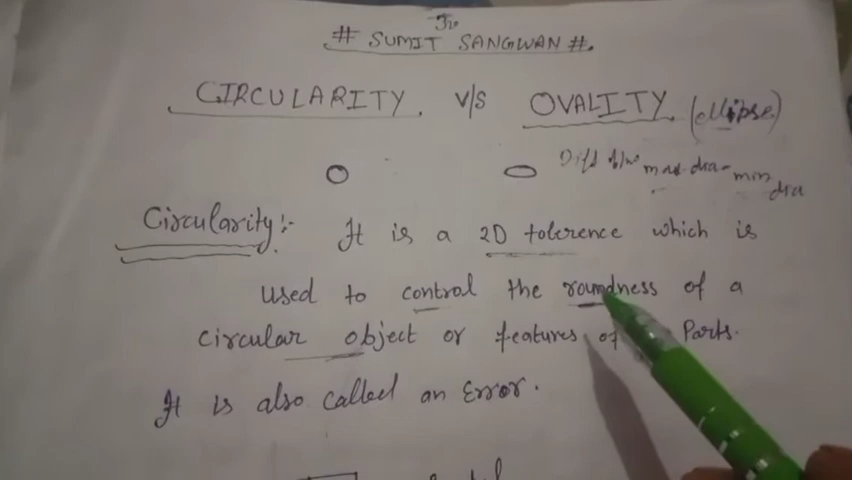 # SUMIT SANGWAN #.
CIRCULARITY. V/S OVALITY. (ellipse)
Diff b/w max dia- min dia
Circularity:- It is a 2D tolerence which is
used to control the roundness of a
circular object or features of Parts.
It is also called an Error.